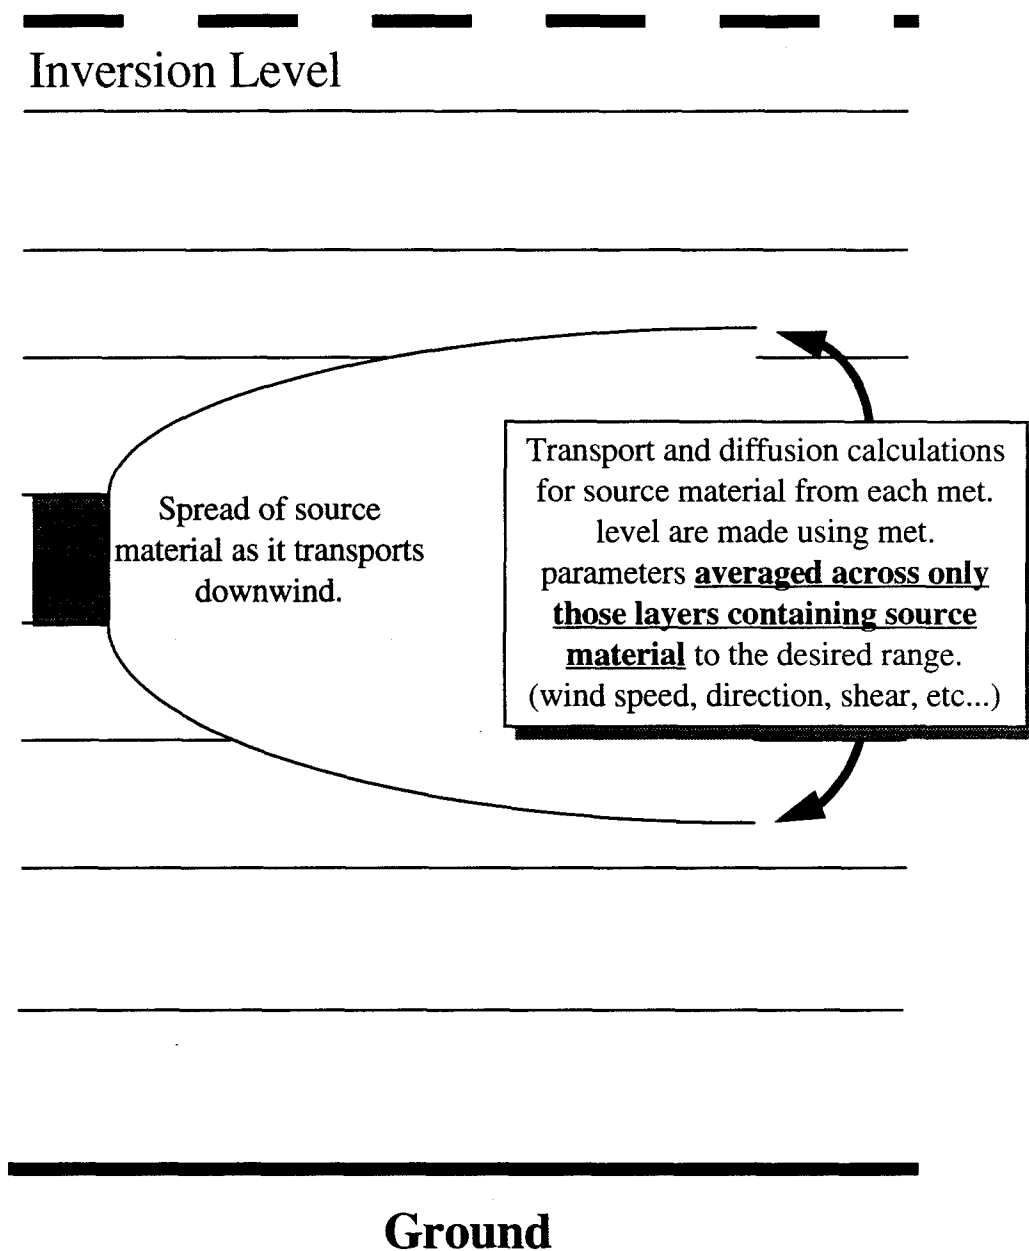 Inversion Level
Spread of source
material as it transports
downwind.
Transport and diffusion calculations
for source material from each met.
level are made using met.
parameters averaged across only
those layers containing source
material to the desired range.
(wind speed, direction, shear, etc...)
Ground